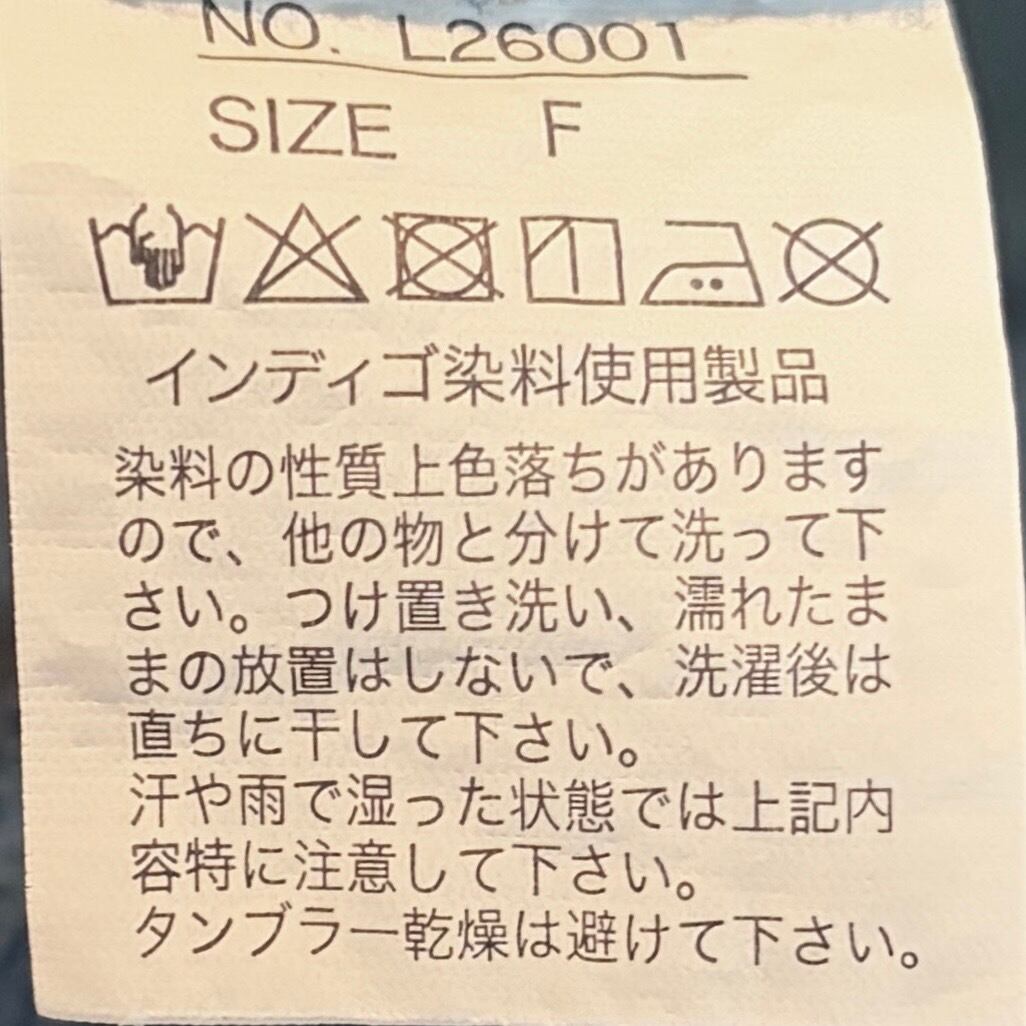 NO. L26001
SIZE F
インディゴ染料使用製品
染料の性質上色落ちがあります
ので、他の物と分けて洗って下
さい。つけ置き洗い、濡れたま
まの放置はしないで、洗濯後は
直ちに干して下さい。
汗や雨で湿った状態では上記内
容特に注意して下さい。
タンブラー乾燥は避けて下さい。